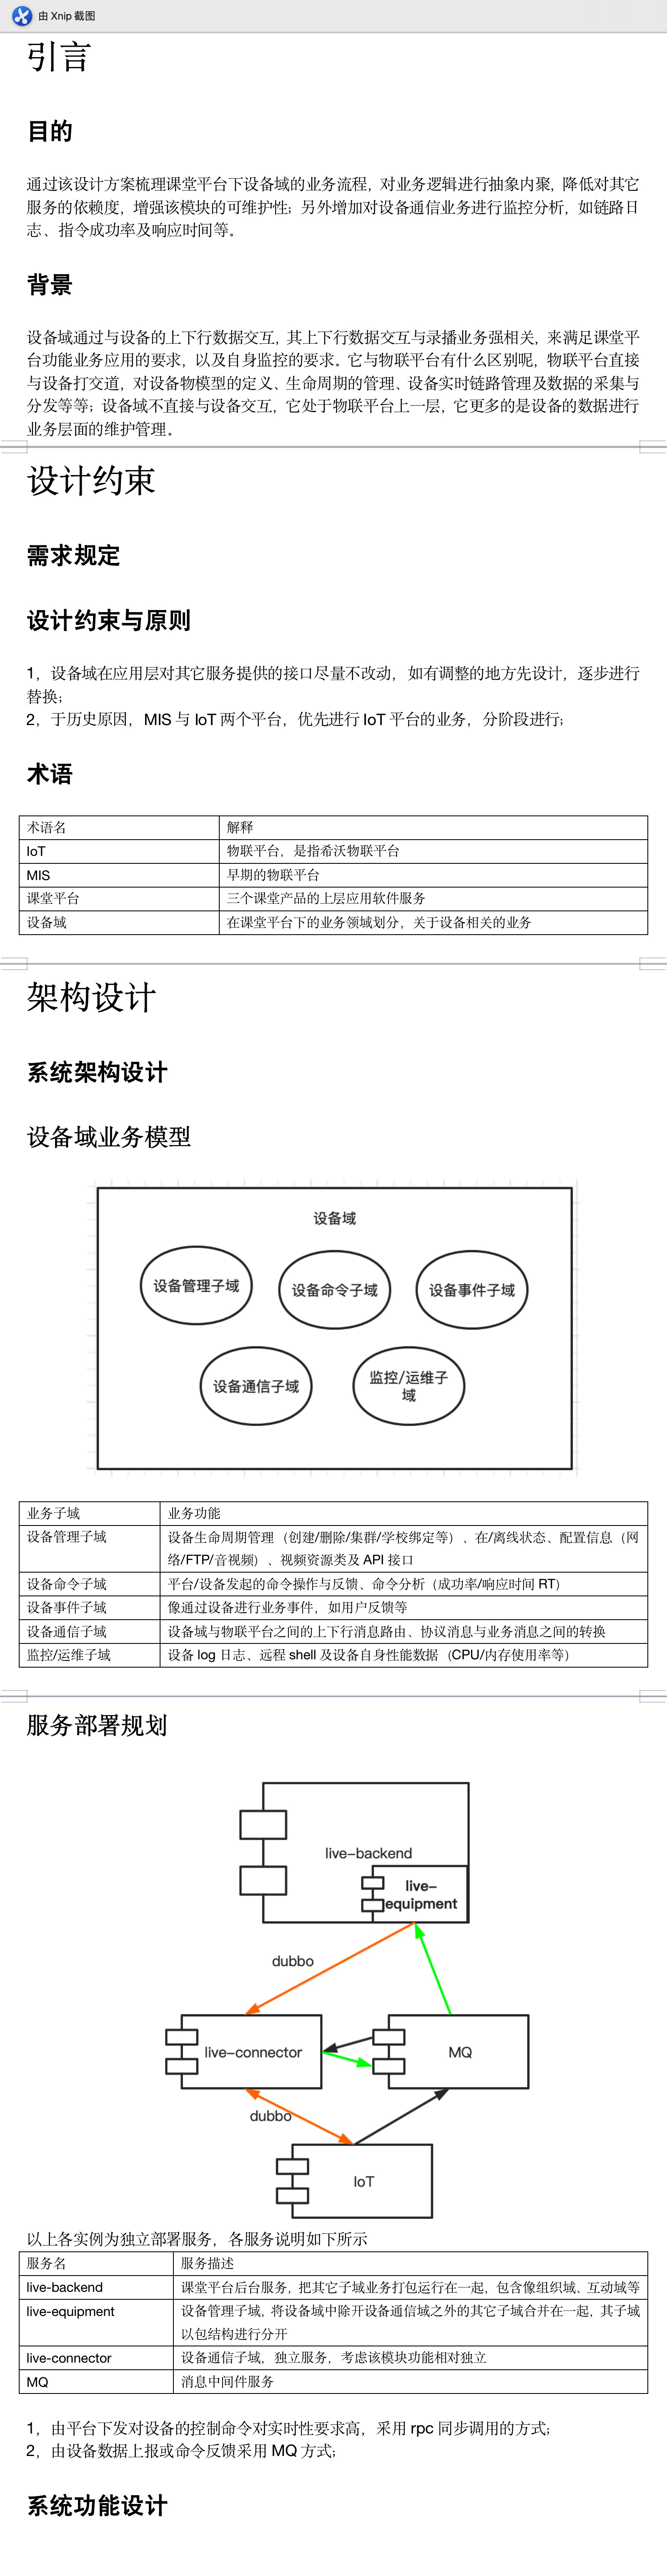 由 Xnip 截图
引言
目的
通过该设计方案梳理课堂平台下设备域的业务流程，对业务逻辑进行抽象内聚，降低对其它
服务的依赖度，增强该模块的可维护性；另外增加对设备通信业务进行监控分析，如链路日
志、指令成功率及响应时间等。
背景
设备域通过与设备的上下行数据交互，其上下行数据交互与录播业务强相关，来满足课堂平
台功能业务应用的要求，以及自身监控的要求。它与物联平台有什么区别呢，物联平台直接
与设备打交道，对设备物模型的定义、生命周期的管理、设备实时链路管理及数据的采集与
分发等等；设备域不直接与设备交互，它处于物联平台上一层，它更多的是设备的数据进行
业务层面的维护管理。
设计约束
需求规定
设计约束与原则
1，设备域在应用层对其它服务提供的接口尽量不改动，如有调整的地方先设计，逐步进行
替换；
2，于历史原因，MIS 与 IoT 两个平台，优先进行 IoT 平台的业务，分阶段进行；
术语
术语名 解释
IoT 物联平台，是指希沃物联平台
MIS 早期的物联平台
课堂平台 三个课堂产品的上层应用软件服务
设备域 在课堂平台下的业务领域划分，关于设备相关的业务
架构设计
系统架构设计
设备域业务模型
设备域
设备管理子域 设备命令子域 设备事件子域
设备通信子域 监控/运维子
域
业务子域 业务功能
设备管理子域 设备生命周期管理（创建/删除/集群/学校绑定等）、在/离线状态、配置信息（网
络/FTP/音视频）、视频资源类及 API 接口
设备命令子域 平台/设备发起的命令操作与反馈、命令分析（成功率/响应时间 RT）
设备事件子域 像通过设备进行业务事件，如用户反馈等
设备通信子域 设备域与物联平台之间的上下行消息路由、协议消息与业务消息之间的转换
监控/运维子域 设备 log 日志、远程 shell 及设备自身性能数据（CPU/内存使用率等）
服务部署规划
live-backend
live-
equipment
dubbo
live-connector MQ
dubbo
IoT
以上各实例为独立部署服务，各服务说明如下所示
服务名 服务描述
live-backend 课堂平台后台服务，把其它子域业务打包运行在一起，包含像组织域、互动域等
live-equipment 设备管理子域，将设备域中除开设备通信域之外的其它子域合并在一起，其子域
以包结构进行分开
live-connector 设备通信子域，独立服务，考虑该模块功能相对独立
MQ 消息中间件服务
1，由平台下发对设备的控制命令对实时性要求高，采用 rpc 同步调用的方式；
2，由设备数据上报或命令反馈采用 MQ 方式；
系统功能设计